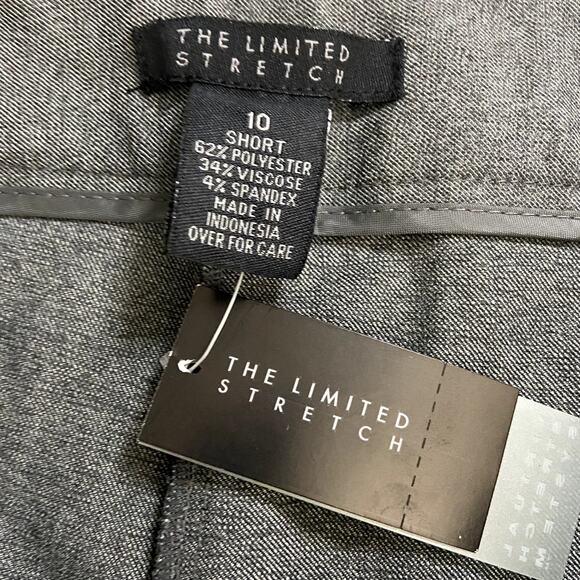 THE LIMITED
STRETCH
10
SHORT
62% POLYESTER
34% VISCOSE
4% SPANDEX
MADE IN
INDONESIA
OVER FOR CARE
THE LIMITED
STRETCH